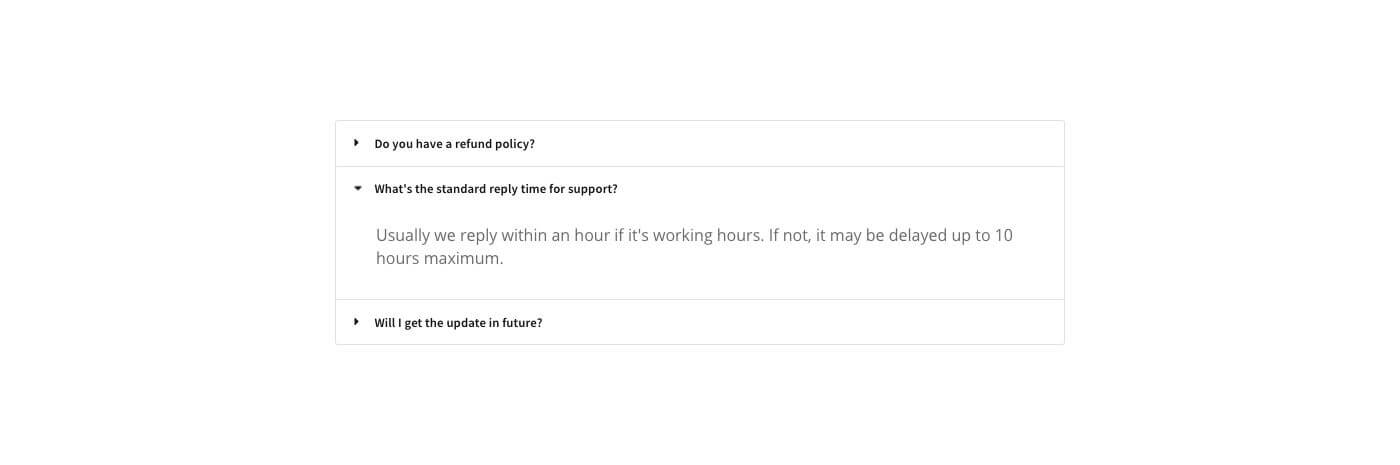 Do you have a refund policy?
What's the standard reply time for support?
Usually we reply within an hour if it's working hours. If not, it may be delayed up to 10
hours maximum.
Will I get the update in future?